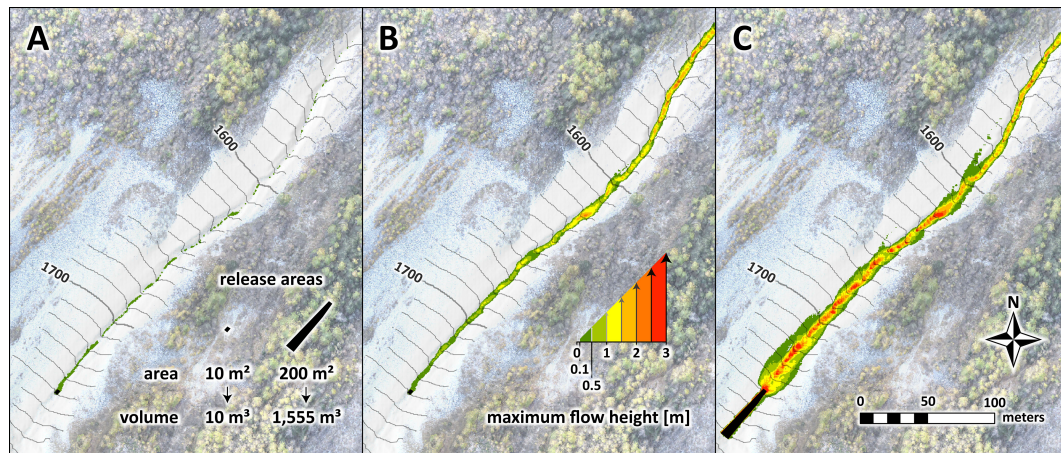 A
1600
1700
release areas
area 10 m² 200 m²
volume 10 m³ 1,555 m³
B
1600
1700
0 1 2 3
0.1
0.5
maximum flow height [m]
C
1600
1700
N
0 50 100
meters